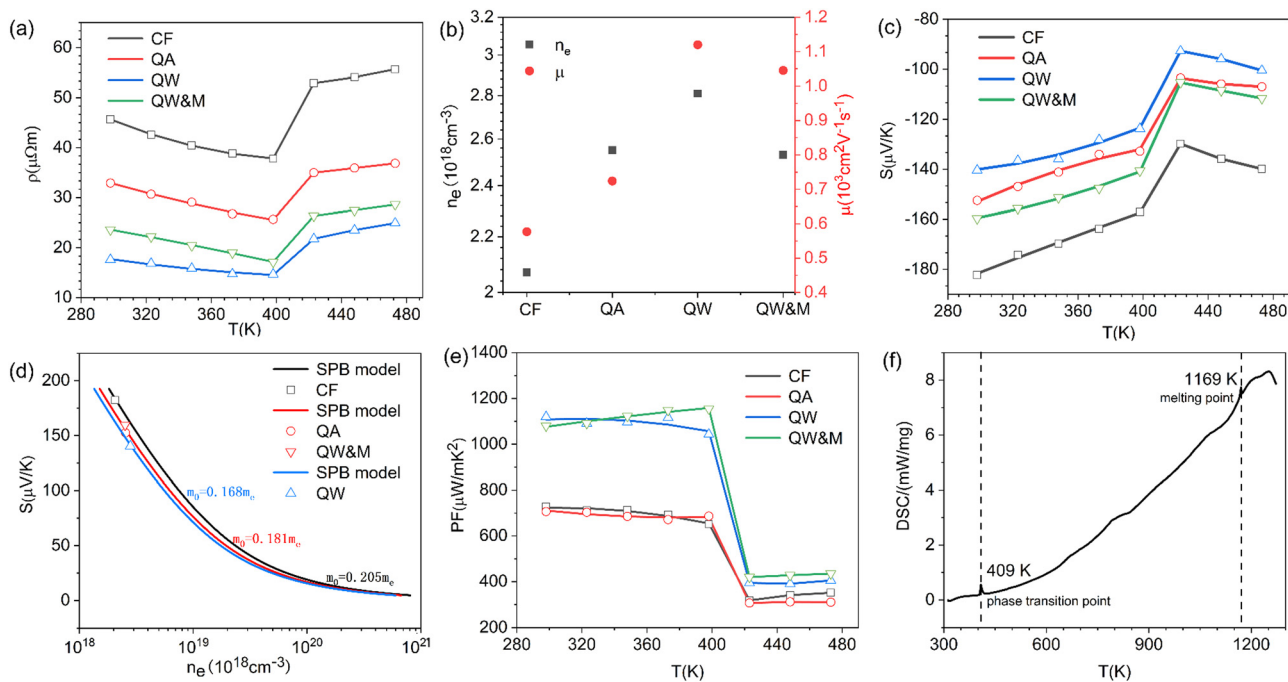 (a)
60
50
40
30
20
10
ρ(μΩm)
CF
QA
QW
QW&M
280 320 360 400 440 480
T(K)
(b)
3.2
3
2.8
2.6
2.4
2.2
2
n_e(10^18cm-3)
n_e
μ
1.2
1.1
1.0
0.9
0.8
0.7
0.6
0.5
0.4
μ(10^3cm2V-1s-1)
CF QA QW QW&M
(c)
-80
-100
-120
-140
-160
-180
S(μV/K)
CF
QA
QW
QW&M
280 320 360 400 440 480
T(K)
(d)
200
150
100
50
0
S(μV/K)
SPB model
CF
SPB model
QA
QW&M
SPB model
QW
m_0=0.168m_e
m_0=0.181m_e
m_0=0.205m_e
10^18 10^19 10^20 10^21
n_e(10^18cm-3)
(e)
1400
1200
1000
800
600
400
200
PF(μW/mK^2)
CF
QA
QW
QW&M
280 320 360 400 440 480
T(K)
(f)
8
6
4
2
0
DSC/(mW/mg)
1169 K
melting point
409 K
phase transition point
300 600 900 1200
T(K)